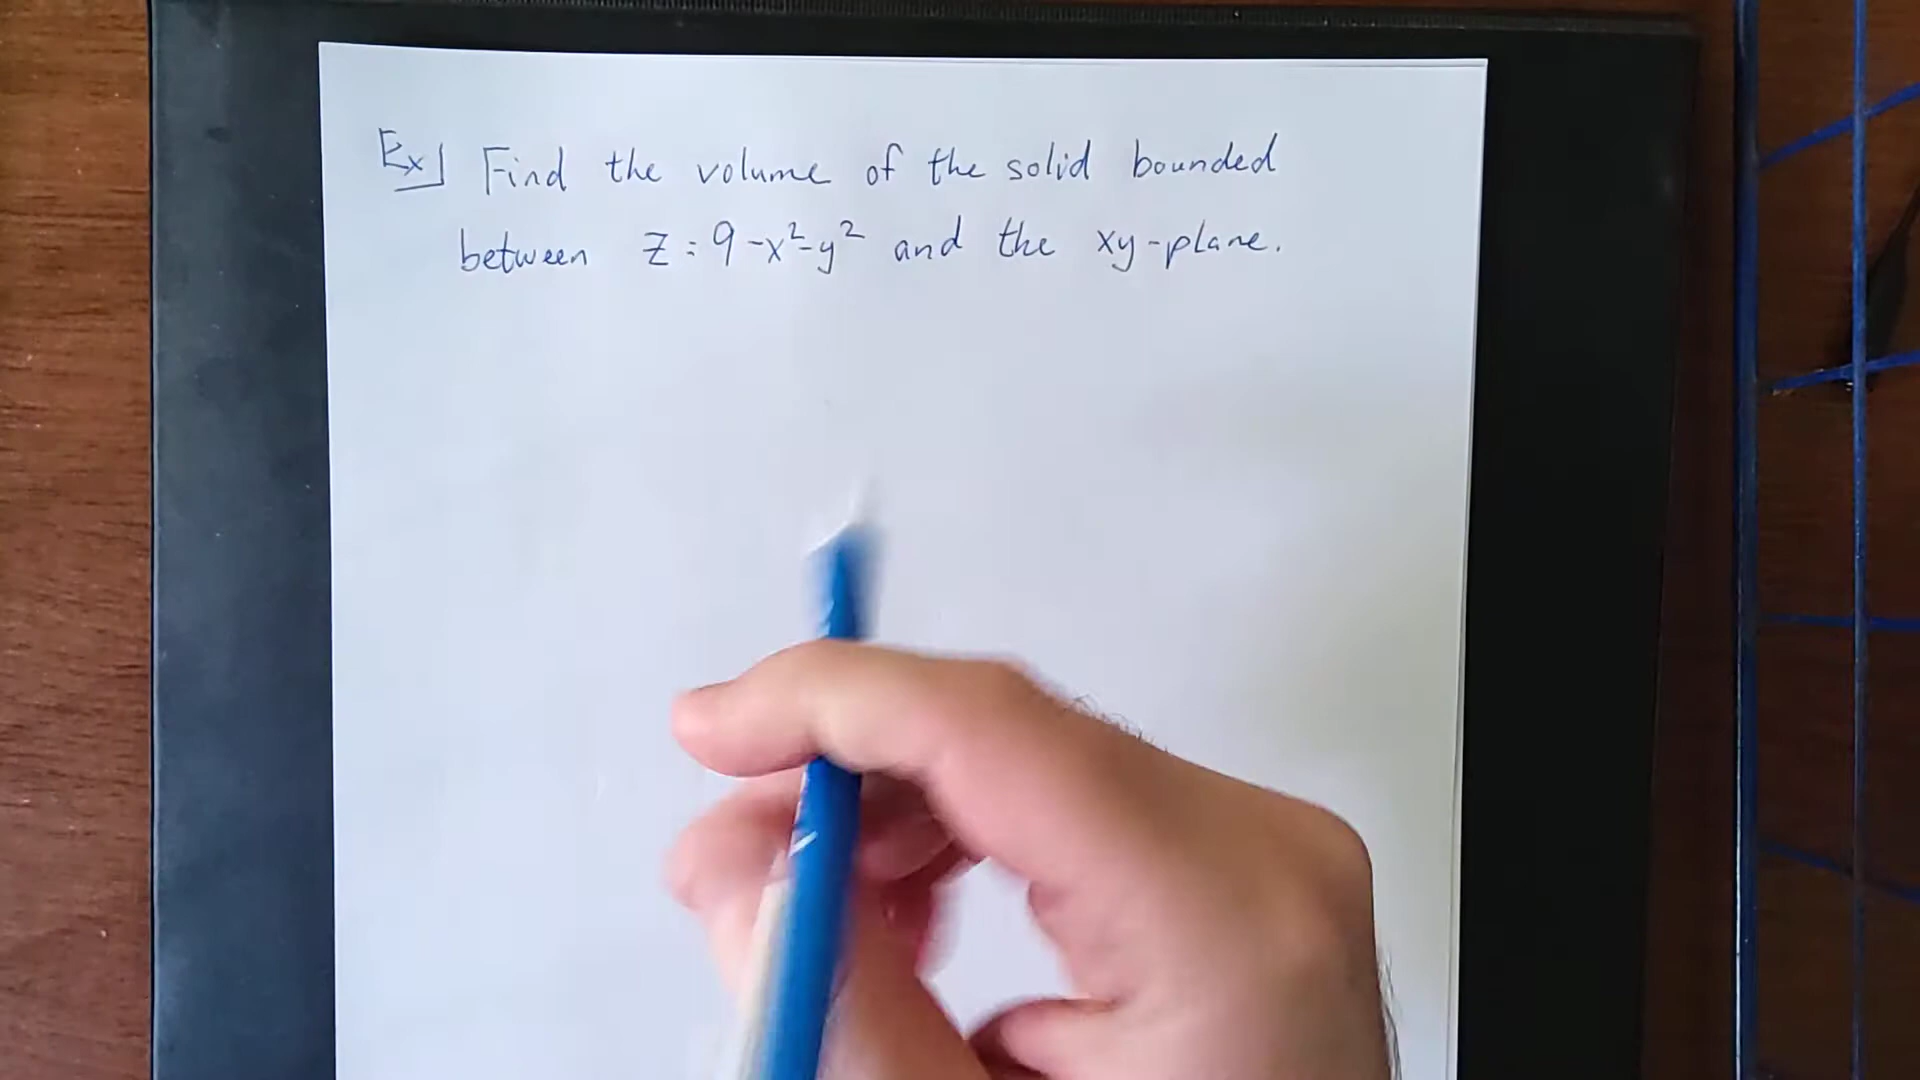 Ex] Find the volume of the solid bounded
between z = 9-x²-y² and the xy-plane.